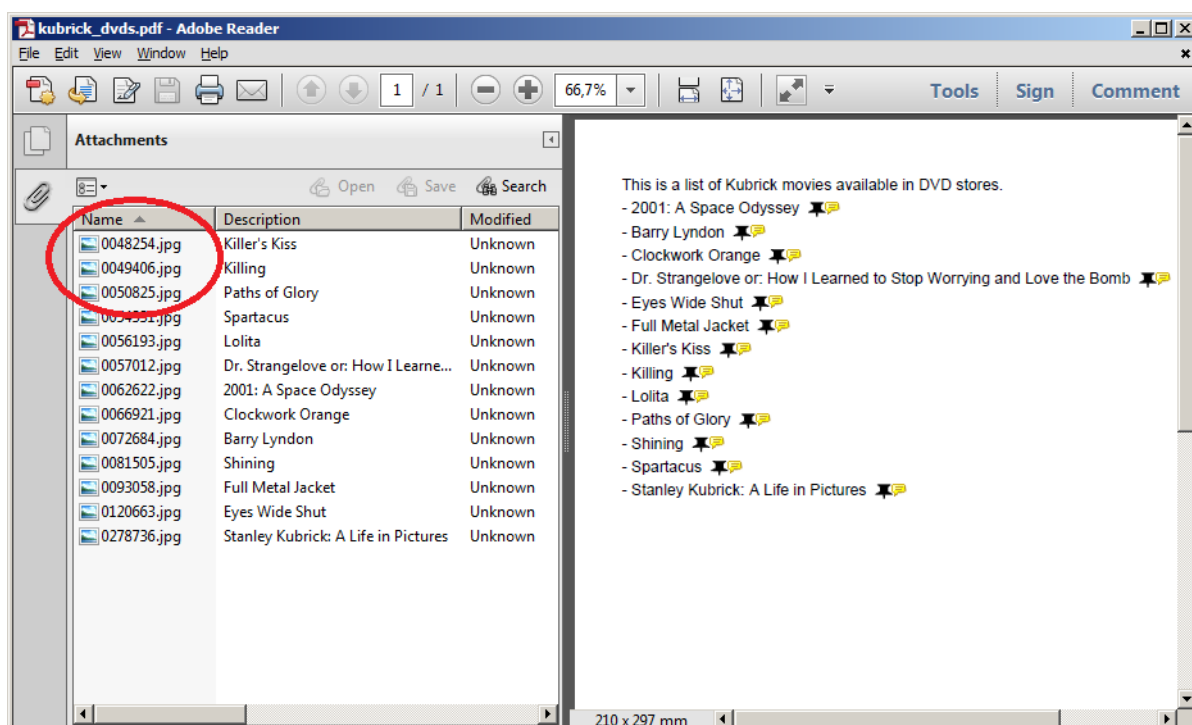 kubrick_dvds.pdf - Adobe Reader
File Edit View Window Help
1 / 1 66,7% Tools Sign Comment
Attachments
Open Save Search
Name Description Modified
0048254.jpg Killer's Kiss Unknown
0049406.jpg Killing Unknown
0050825.jpg Paths of Glory Unknown
Spartacus Unknown
0056193.jpg Lolita Unknown
0057012.jpg Dr. Strangelove or: How I Learne... Unknown
0062622.jpg 2001: A Space Odyssey Unknown
0066921.jpg Clockwork Orange Unknown
0072684.jpg Barry Lyndon Unknown
0081505.jpg Shining Unknown
0093058.jpg Full Metal Jacket Unknown
0120663.jpg Eyes Wide Shut Unknown
0278736.jpg Stanley Kubrick: A Life in Pictures Unknown
This is a list of Kubrick movies available in DVD stores.
- 2001: A Space Odyssey
- Barry Lyndon
- Clockwork Orange
- Dr. Strangelove or: How I Learned to Stop Worrying and Love the Bomb
- Eyes Wide Shut
- Full Metal Jacket
- Killer's Kiss
- Killing
- Lolita
- Paths of Glory
- Shining
- Spartacus
- Stanley Kubrick: A Life in Pictures
210 x 297 mm